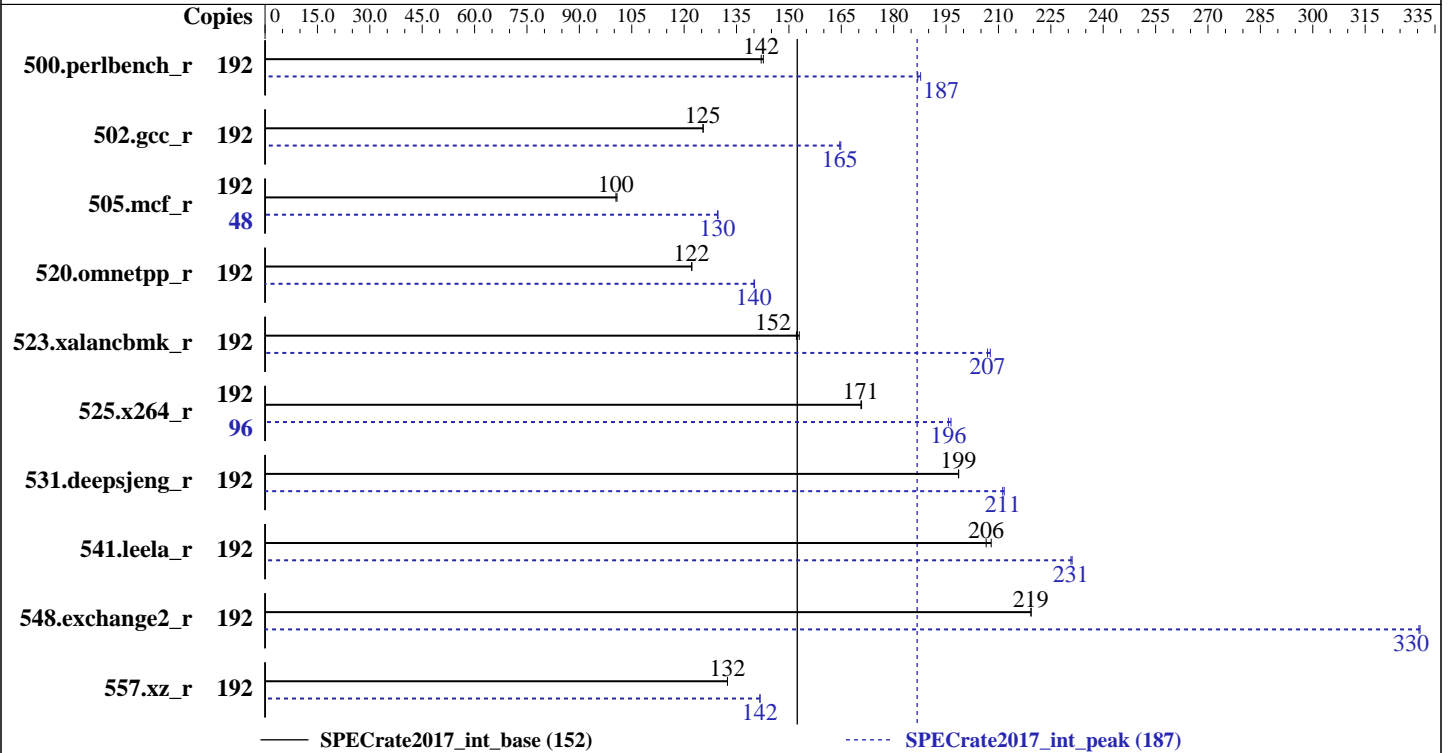 Copies 0 15.0 30.0 45.0 60.0 75.0 90.0 105 120 135 150 165 180 195 210 225 240 255 270 285 300 315 335
142
500.perlbench_r 192
187
125
502.gcc_r 192
165
192 100
505.mcf_r
48 130
122
520.omnetpp_r 192
140
152
523.xalancbmk_r 192
207
192 171
525.x264_r
96 196
199
531.deepsjeng_r 192
211
206
541.leela_r 192
231
219
548.exchange2_r 192
330
132
557.xz_r 192
142
SPECrate2017_int_base (152) SPECrate2017_int_peak (187)